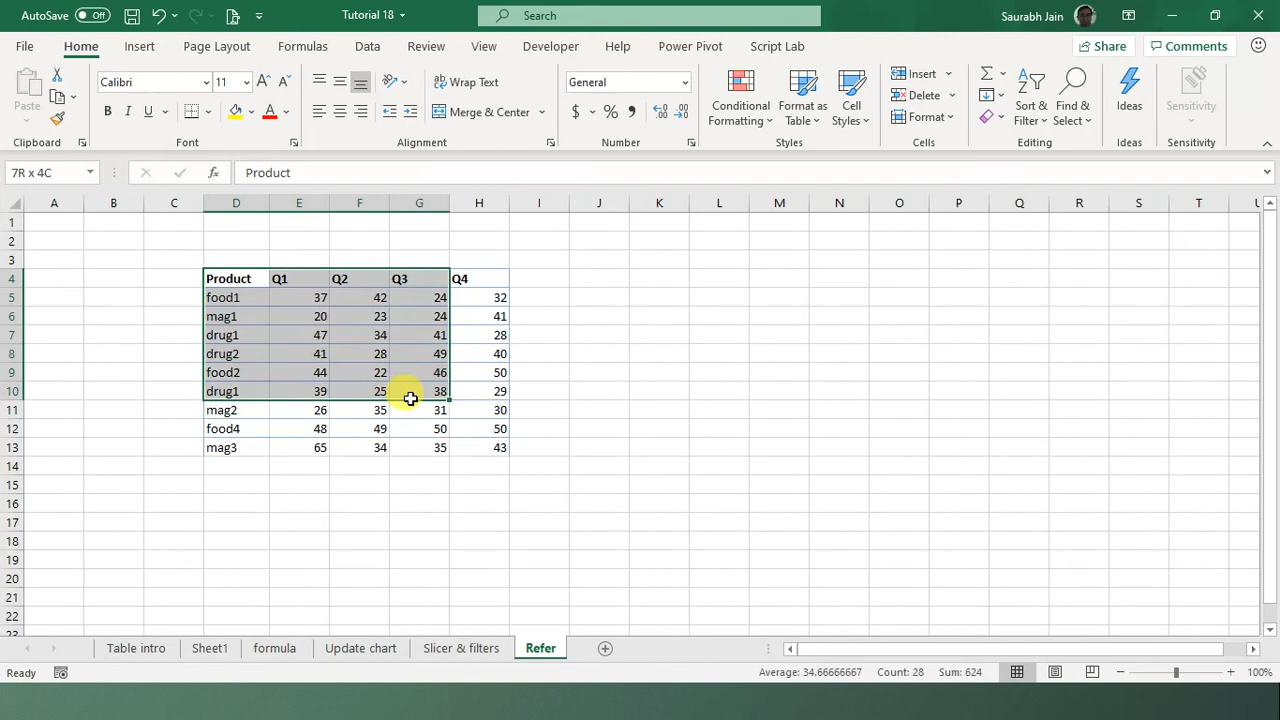 AutoSave Off Tutorial 18 Search Saurabh Jain
File Home Insert Page Layout Formulas Data Review View Developer Help Power Pivot Script Lab Share Comments
Paste Calibri 11 Wrap Text General Conditional Formatting Format as Table Cell Styles Insert Delete Format Sort & Filter Find & Select Ideas Sensitivity
B I U A Merge & Center $ %
Clipboard Font Alignment Number Styles Cells Editing Ideas Sensitivity
7R x 4C fx Product
A B C D E F G H I J K L M N O P Q R S T U
1
2
3
4 Product Q1 Q2 Q3 Q4
5 food1 37 42 24 32
6 mag1 20 23 24 41
7 drug1 47 34 41 28
8 drug2 41 28 49 40
9 food2 44 22 46 50
10 drug1 39 25 38 29
11 mag2 26 35 31 30
12 food4 48 49 50 50
13 mag3 65 34 35 43
14
15
16
17
18
19
20
21
22
23
Table intro Sheet1 formula Update chart Slicer & filters Refer
Ready Average: 34.66666667 Count: 28 Sum: 624 100%